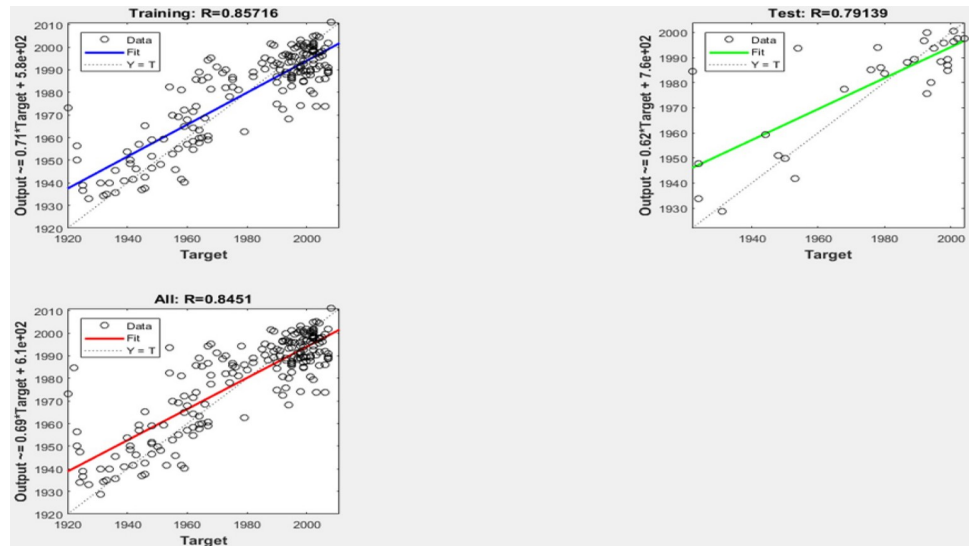 Training: R=0.85716
Output ~= 0.71*Target + 5.8e+02
2010
2000
1990
1980
1970
1960
1950
1940
1930
1920
Data
Fit
Y = T
1920
1940
1960
1980
2000
Target
Test: R=0.79139
Output ~= 0.62*Target + 7.6e+02
2000
1990
1980
1970
1960
1950
1940
1930
Data
Fit
Y = T
1940
1960
1980
2000
Target
All: R=0.8451
Output ~= 0.69*Target + 6.1e+02
2010
2000
1990
1980
1970
1960
1950
1940
1930
1920
Data
Fit
Y = T
1920
1940
1960
1980
2000
Target